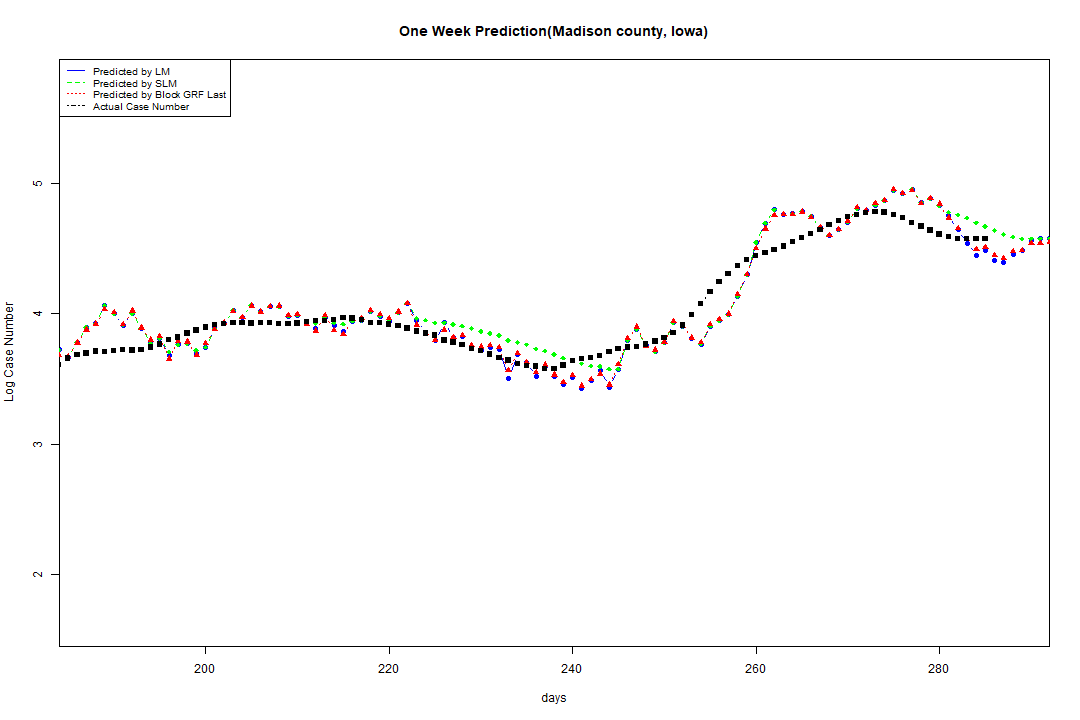 One Week Prediction(Madison county, Iowa)
Predicted by LM
Predicted by SLM
Predicted by Block GRF Last
Actual Case Number
Log Case Number
5
4
3
2
200 220 240 260 280
days